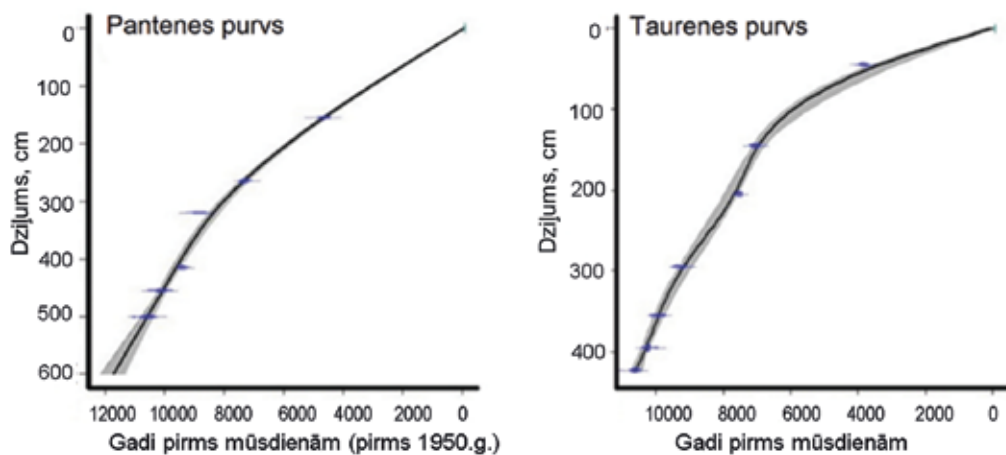 Pantenes purvs
0
100
200
300
400
500
600
Dziļums, cm
12000 10000 8000 6000 4000 2000 0
Gadi pirms mūsdienām (pirms 1950.g.)
Taurenes purvs
0
100
200
300
400
Dziļums, cm
10000 8000 6000 4000 2000 0
Gadi pirms mūsdienām